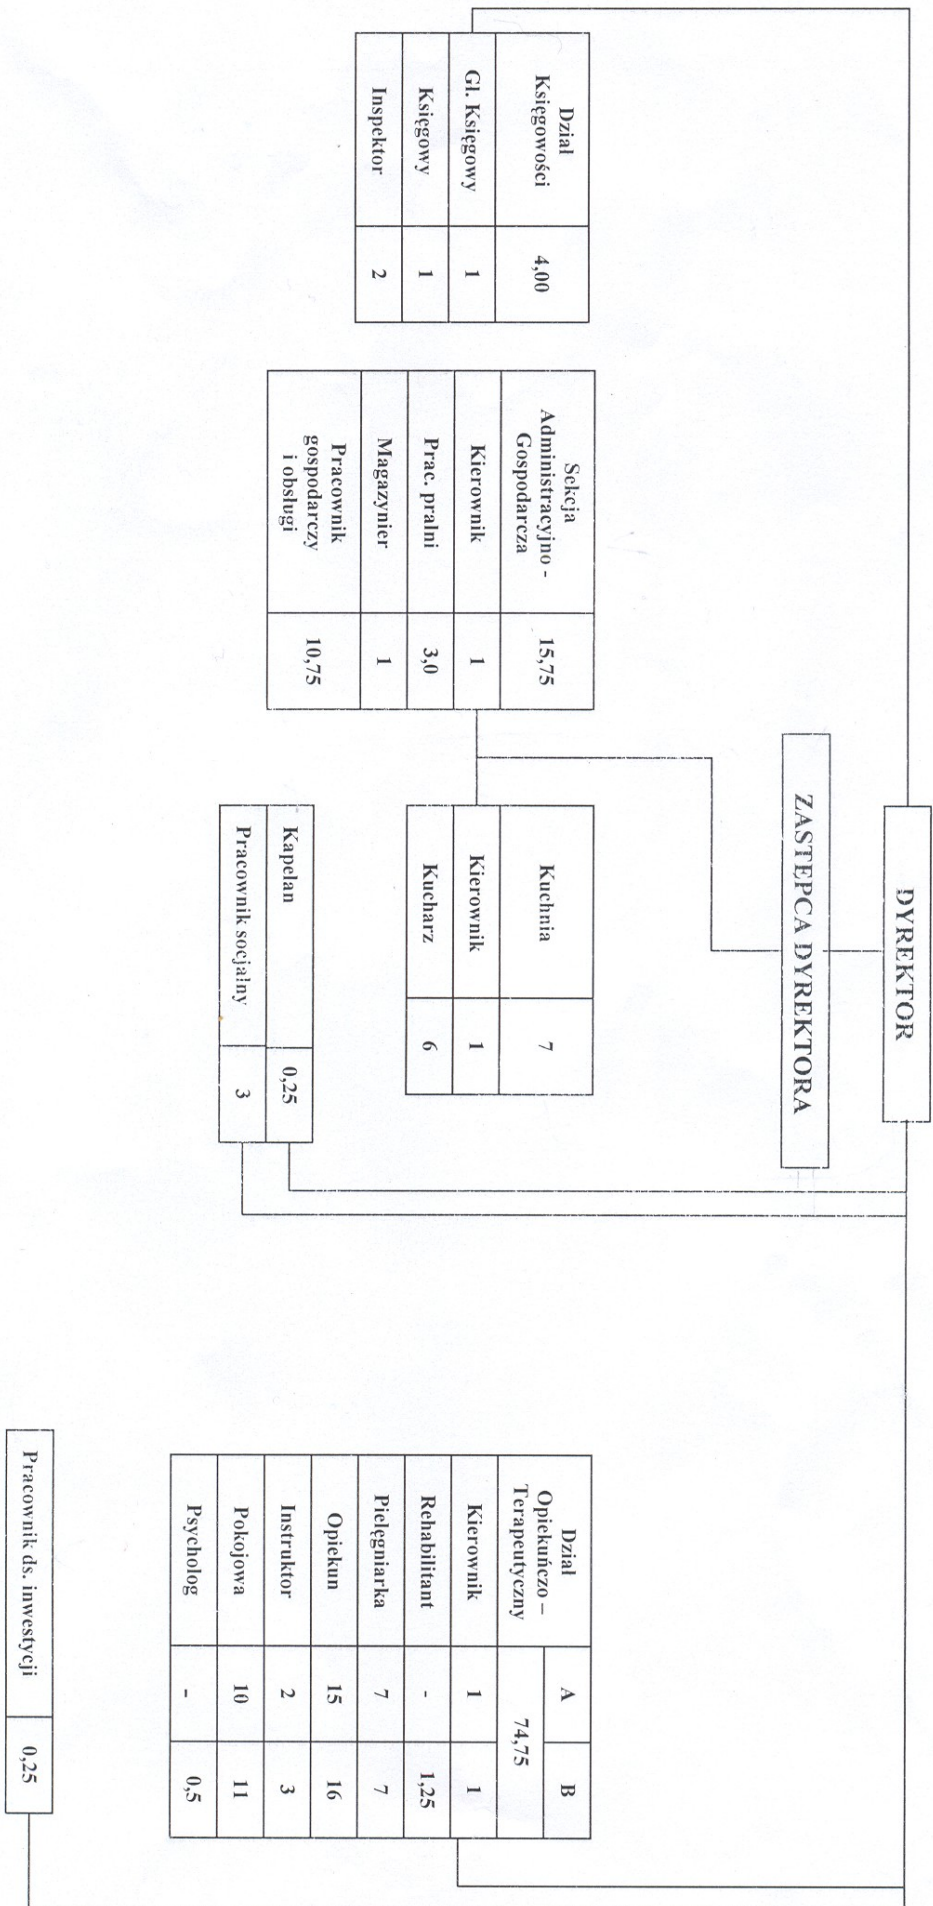 DYREKTOR
ZASTĘPCA DYREKTORA
Dział
Księgowości
4,00
Gł. Księgowy 1
Księgowy 1
Inspektor 2
Sekcja
Administracyjno -
Gospodarcza
15,75
Kierownik 1
Prac. pralni 3,0
Magazynier 1
Pracownik
gospodarczy
i obsługi
10,75
Kuchnia 7
Kierownik 1
Kucharz 6
Kapelan 0,25
Pracownik socjalny 3
Dział
Opiekuńczo –
Terapeutyczny
A B
74,75
Kierownik 1 1
Rehabilitant - 1,25
Pielęgniarka 7 7
Opiekun 15 16
Instruktor 2 3
Pokojowa 10 11
Psycholog - 0,5
Pracownik ds. inwestycji 0,25